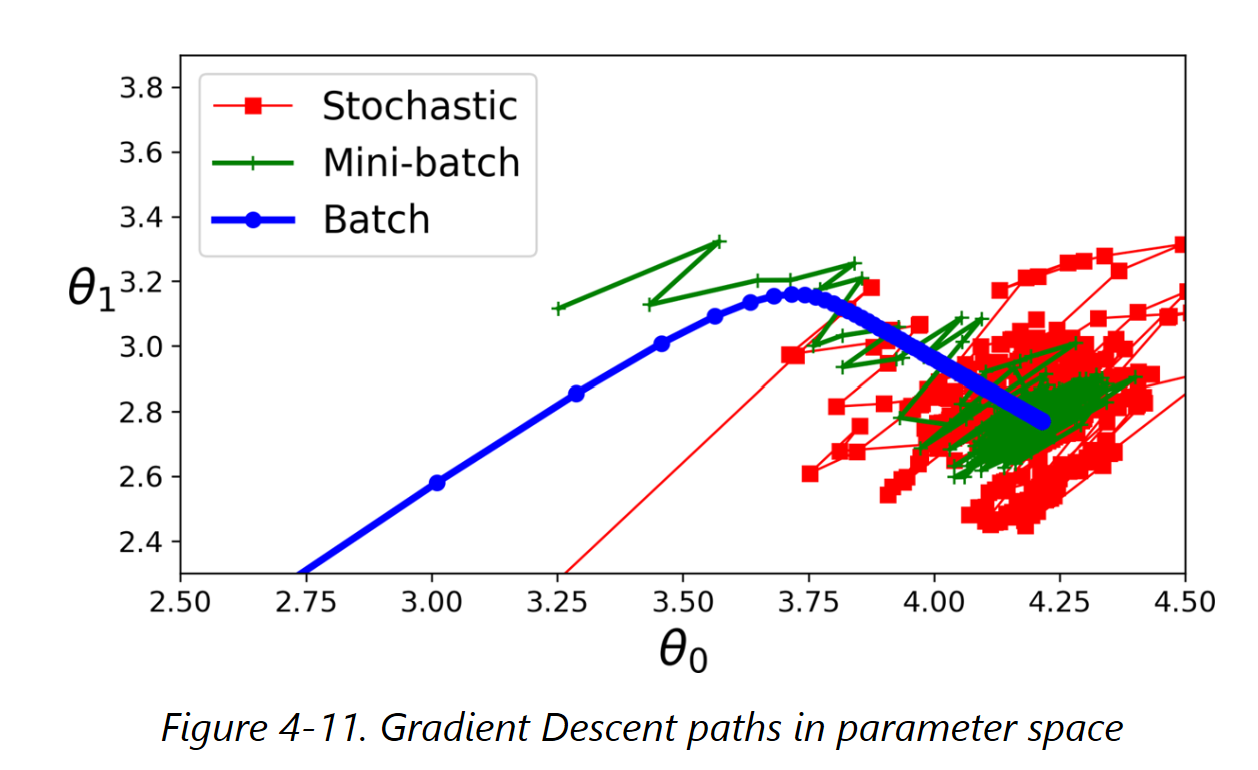 3.8
3.6
3.4
3.2
3.0
2.8
2.6
2.4
θ1
Stochastic
Mini-batch
Batch
2.50 2.75 3.00 3.25 3.50 3.75 4.00 4.25 4.50
θ0
Figure 4-11. Gradient Descent paths in parameter space